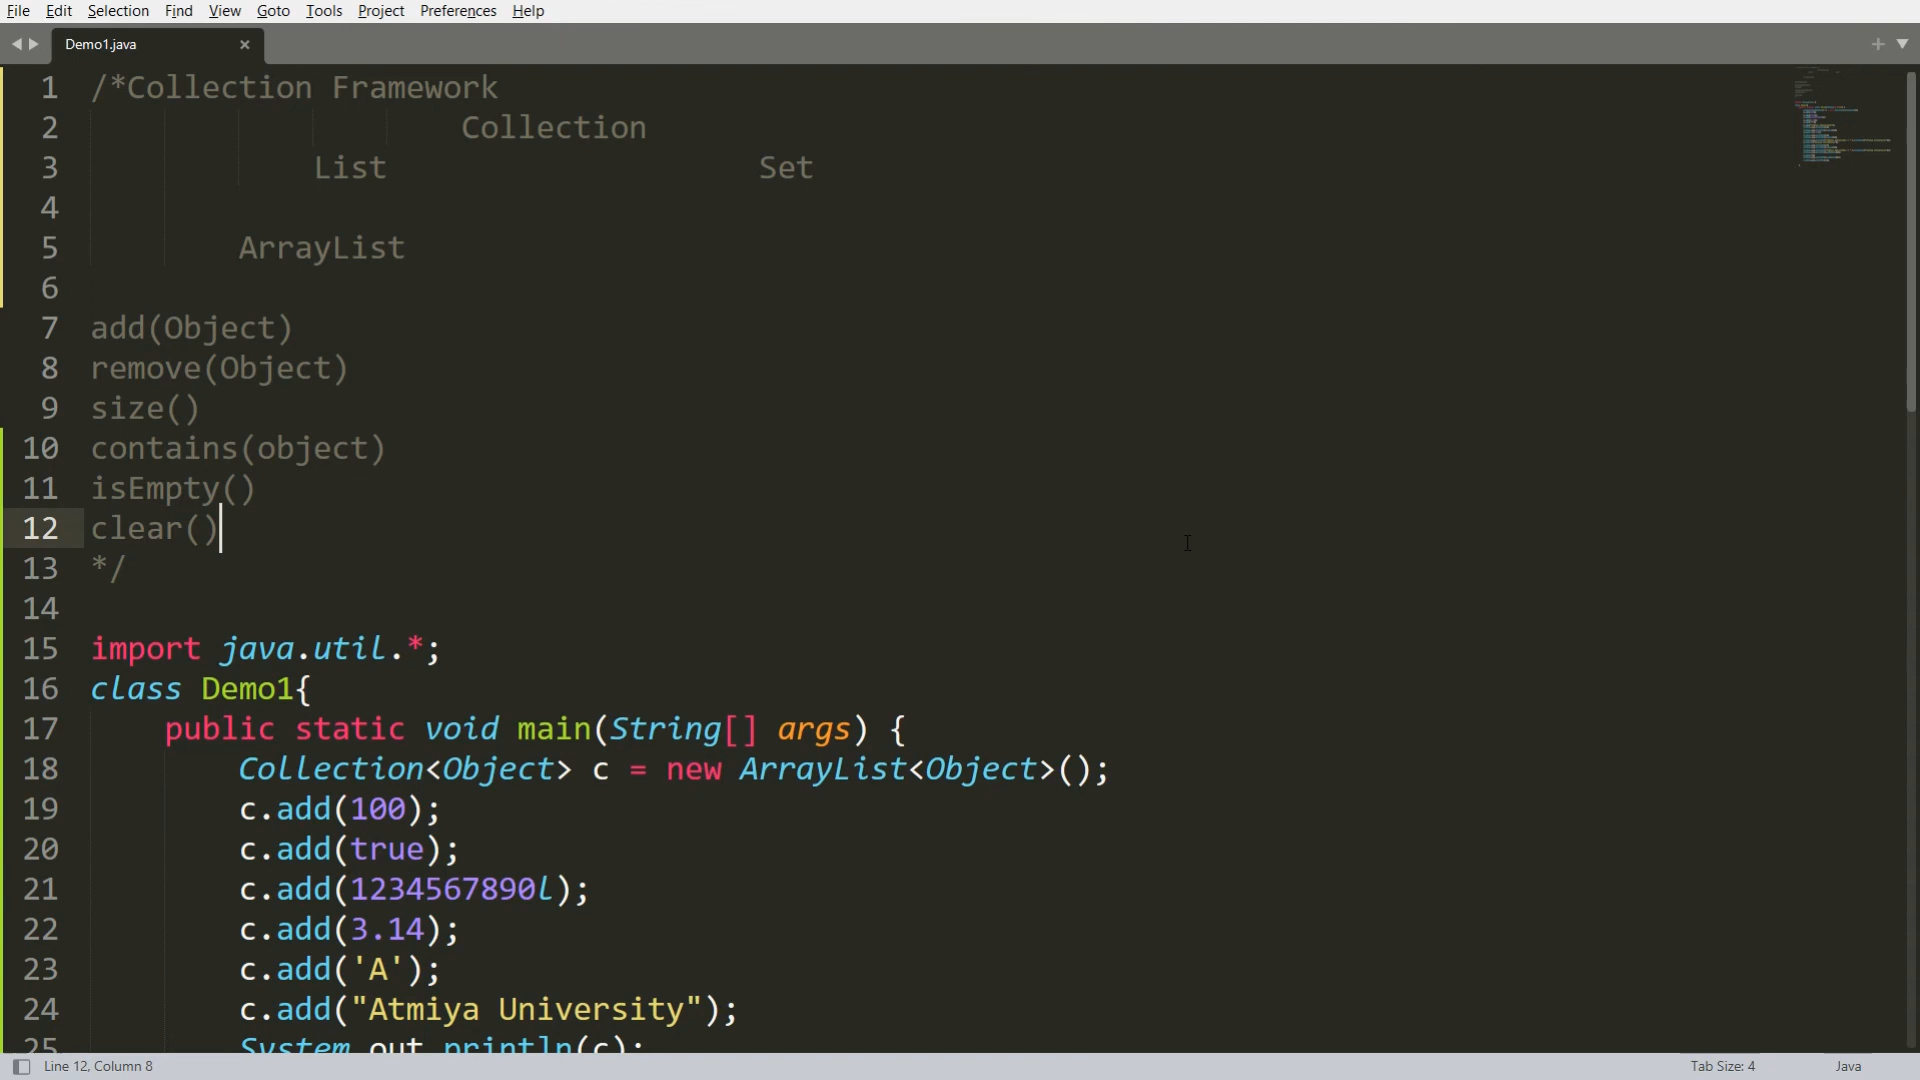 File Edit Selection Find View Goto Tools Project Preferences Help
Demo1.java
1 /*Collection Framework
2 Collection
3 List Set
4
5 ArrayList
6
7 add(Object)
8 remove(Object)
9 size()
10 contains(object)
11 isEmpty()
12 clear()
13 */
14
15 import java.util.*;
16 class Demo1{
17 public static void main(String[] args) {
18 Collection<Object> c = new ArrayList<Object>();
19 c.add(100);
20 c.add(true);
21 c.add(1234567890l);
22 c.add(3.14);
23 c.add('A');
24 c.add("Atmiya University");
25 System.out.println(c);
Line 12, Column 8 Tab Size: 4 Java